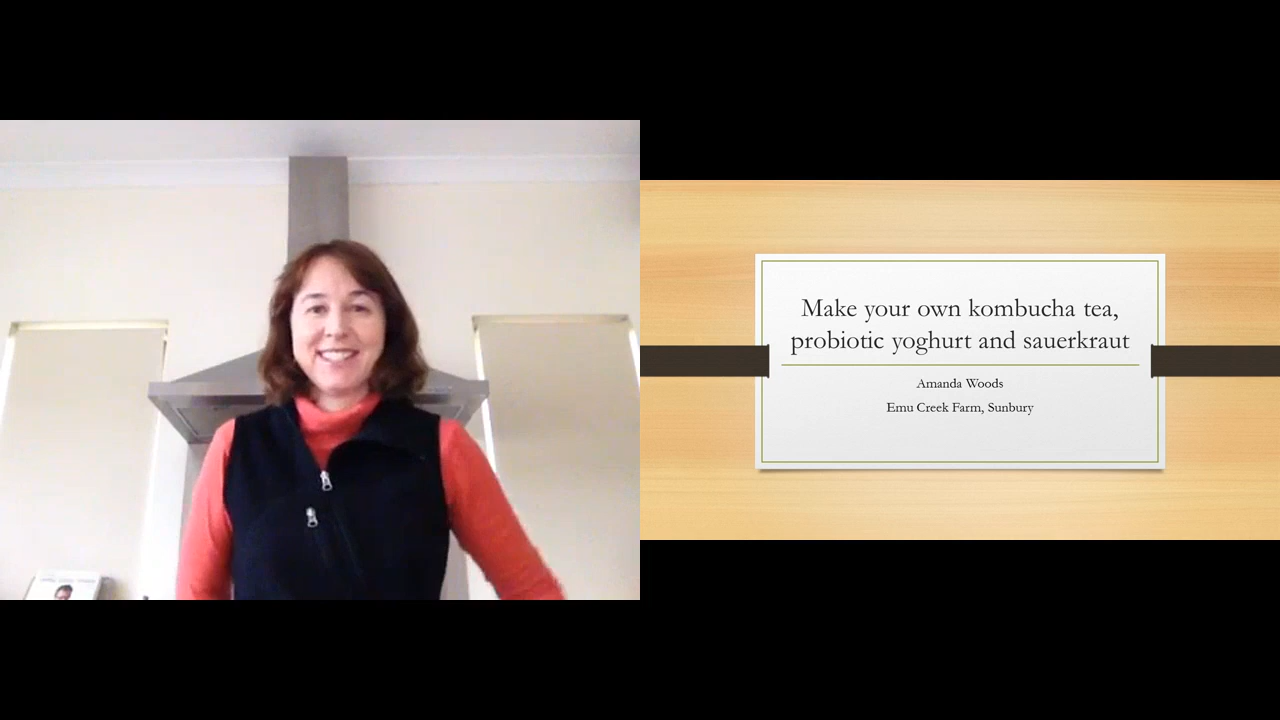 Make your own kombucha tea,
probiotic yoghurt and sauerkraut
Amanda Woods
Emu Creek Farm, Sunbury